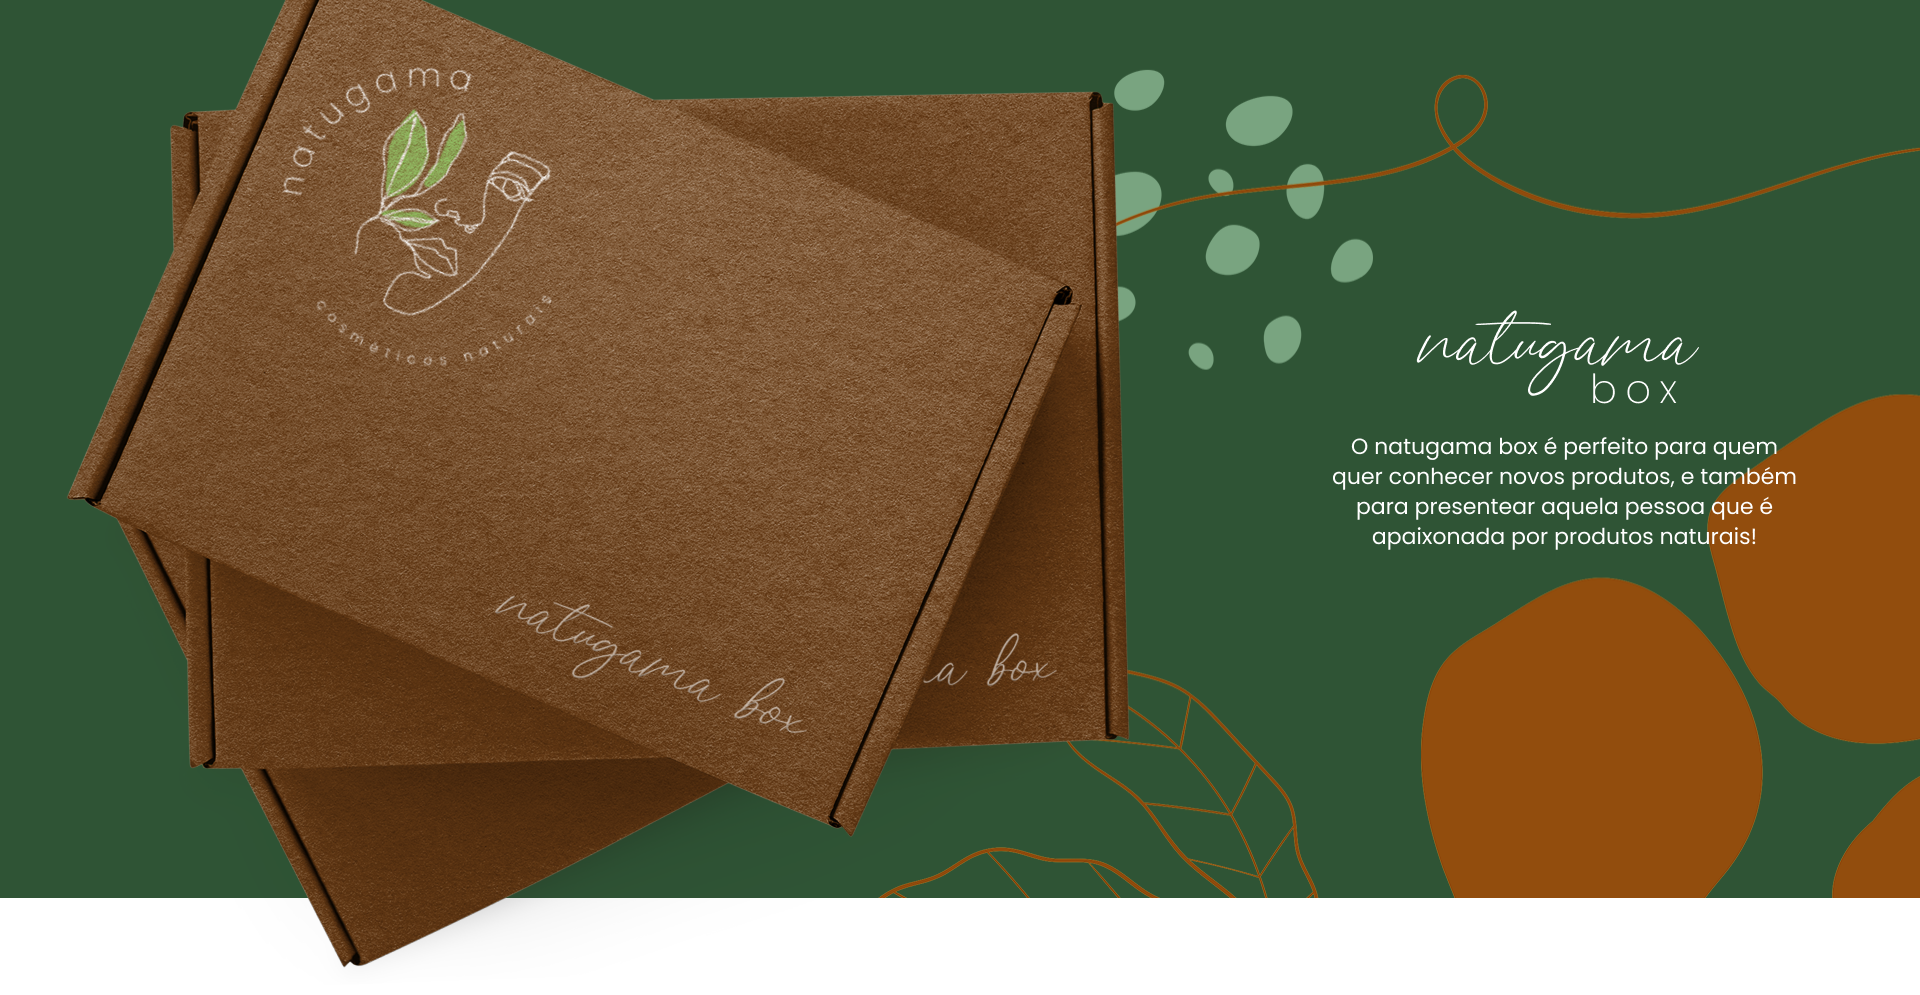 natugama
cosméticos naturais
natugama box
a box
natugama
box
O natugama box é perfeito para quem
quer conhecer novos produtos, e também
para presentear aquela pessoa que é
apaixonada por produtos naturais!